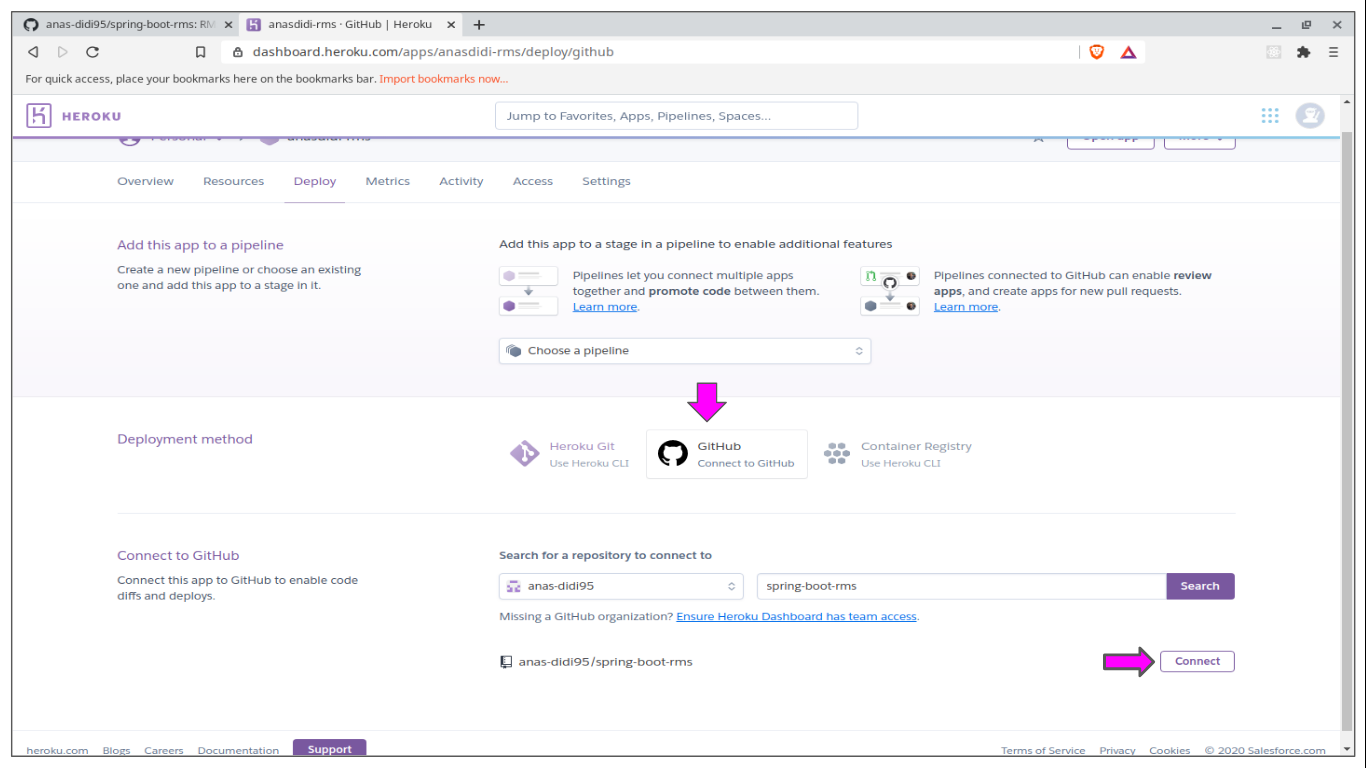 anas-didi95/spring-boot-rms: RM
anasdidi-rms · GitHub | Heroku
dashboard.heroku.com/apps/anasdidi-rms/deploy/github
For quick access, place your bookmarks here on the bookmarks bar. Import bookmarks now...
HEROKU
Jump to Favorites, Apps, Pipelines, Spaces...
Personal
anasdidi-rms
Open app
More
Overview
Resources
Deploy
Metrics
Activity
Access
Settings
Add this app to a pipeline
Create a new pipeline or choose an existing
one and add this app to a stage in it.
Add this app to a stage in a pipeline to enable additional features
Pipelines let you connect multiple apps
together and promote code between them.
Learn more.
Pipelines connected to GitHub can enable review
apps, and create apps for new pull requests.
Learn more.
Choose a pipeline
Deployment method
Heroku Git
Use Heroku CLI
GitHub
Connect to GitHub
Container Registry
Use Heroku CLI
Connect to GitHub
Connect this app to GitHub to enable code
diffs and deploys.
Search for a repository to connect to
anas-didi95
spring-boot-rms
Search
Missing a GitHub organization? Ensure Heroku Dashboard has team access.
anas-didi95/spring-boot-rms
Connect
heroku.com
Blogs
Careers
Documentation
Support
Terms of Service
Privacy
Cookies
© 2020 Salesforce.com